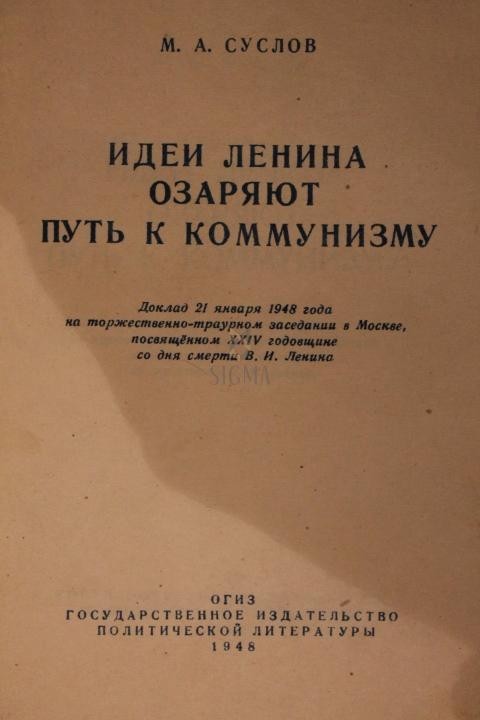 М. А. СУСЛОВ
ИДЕИ ЛЕНИНА
ОЗАРЯЮТ
ПУТЬ К КОММУНИЗМУ
Доклад 21 января 1948 года
на торжественно-траурном заседании в Москве,
посвящённом XXIV годовщине
со дня смерти В. И. Ленина
SIGMA
ОГИЗ
ГОСУДАРСТВЕННОЕ ИЗДАТЕЛЬСТВО
ПОЛИТИЧЕСКОЙ ЛИТЕРАТУРЫ
1948